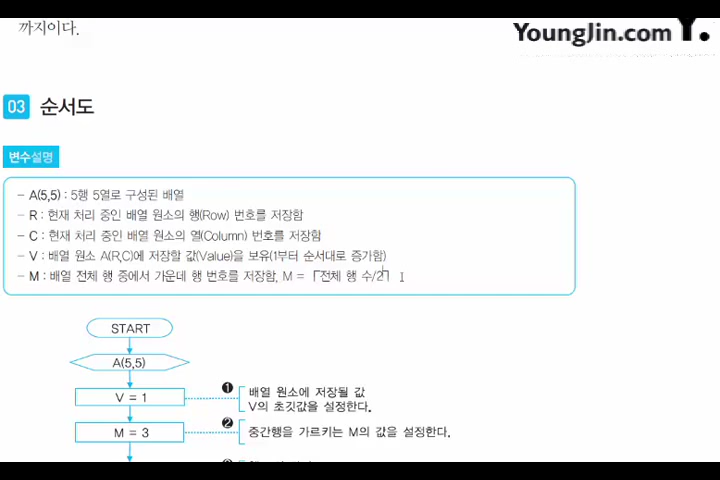 까지이다.
YoungJin.com Y.
03 순서도
변수설명
- A(5,5) : 5행 5열로 구성된 배열
- R : 현재 처리 중인 배열 원소의 행(Row) 번호를 저장함
- C : 현재 처리 중인 배열 원소의 열(Column) 번호를 저장함
- V : 배열 원소 A(R,C)에 저장할 값(Value)을 보유(1부터 순서대로 증가함)
- M : 배열 전체 행 중에서 가운데 행 번호를 저장함, M = ⌈전체 행 수/2⌉
START
A(5,5)
V = 1
❶ 배열 원소에 저장될 값
V의 초깃값을 설정한다.
M = 3
❷ 중간행을 가르키는 M의 값을 설정한다.